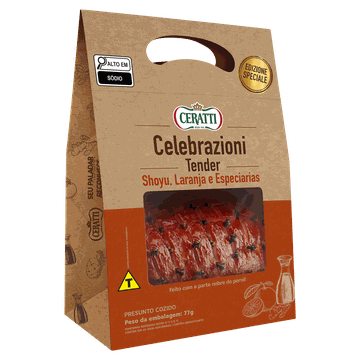 ALTO EM
SÓDIO
EDIZIONE
SPECIALE
CERATTI
Celebrazioni
Tender
Shoyu, Laranja e Especiarias
SEU PALADAR
CERATTI
feito com a parte nobre do pernil
T
PRESUNTO COZIDO
Peso da embalagem: 77g